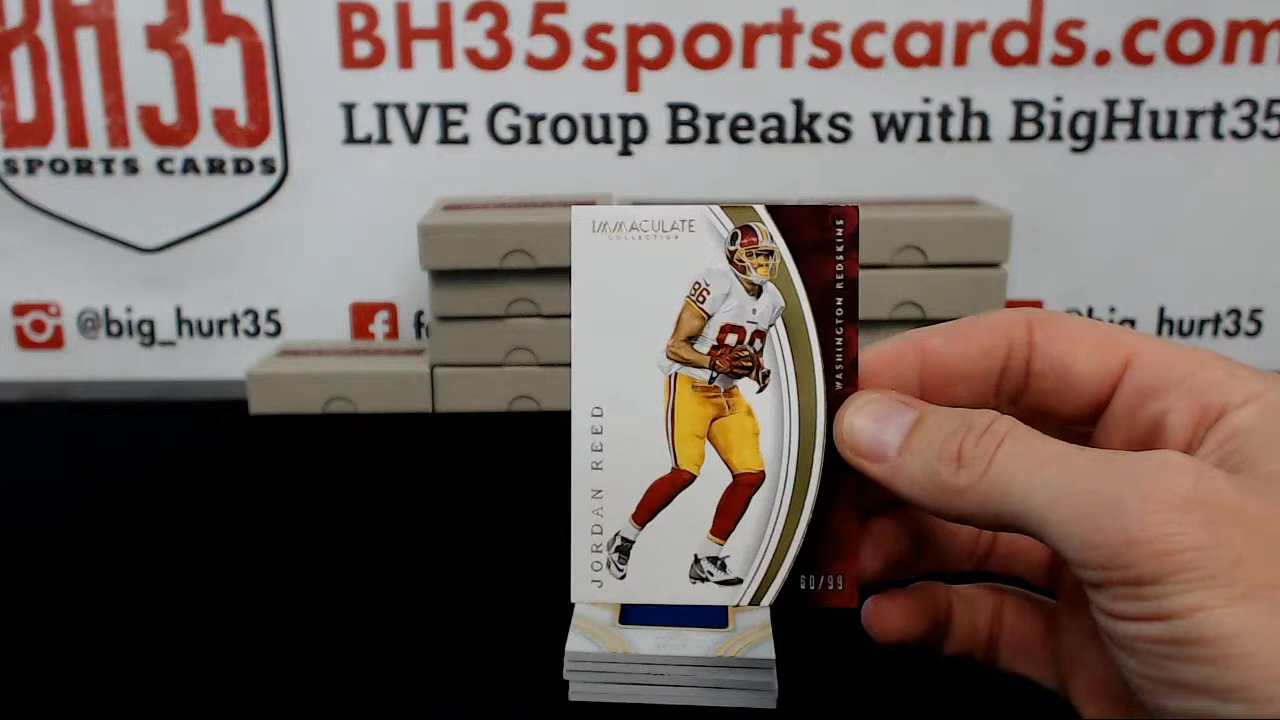 BH35
SPORTS CARDS
BH35sportscards.com
LIVE Group Breaks with BigHurt35
@big_hurt35
f
@big_hurt35
IMMACULATE
COLLECTION
WASHINGTON REDSKINS
86
JORDAN REED
60/99